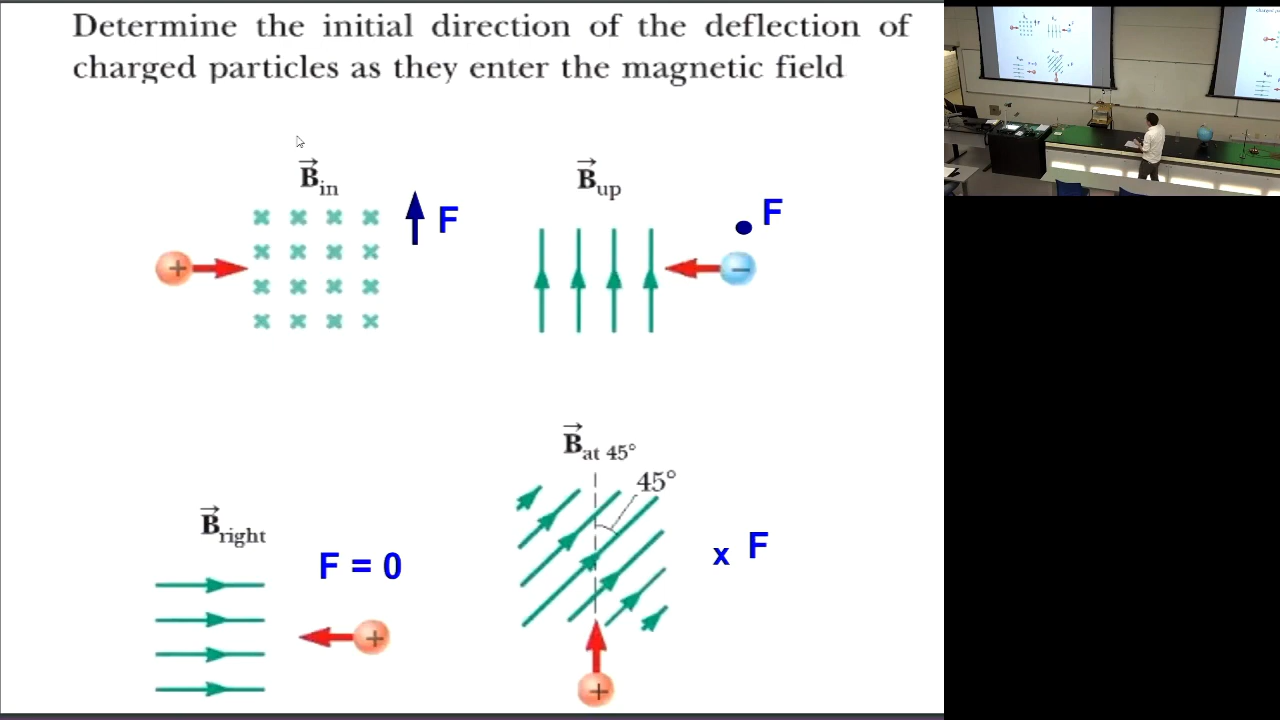 Determine the initial direction of the deflection of
charged particles as they enter the magnetic field
B in
F
B up
F
+
−
B right
F = 0
+
B at 45°
45°
x F
+